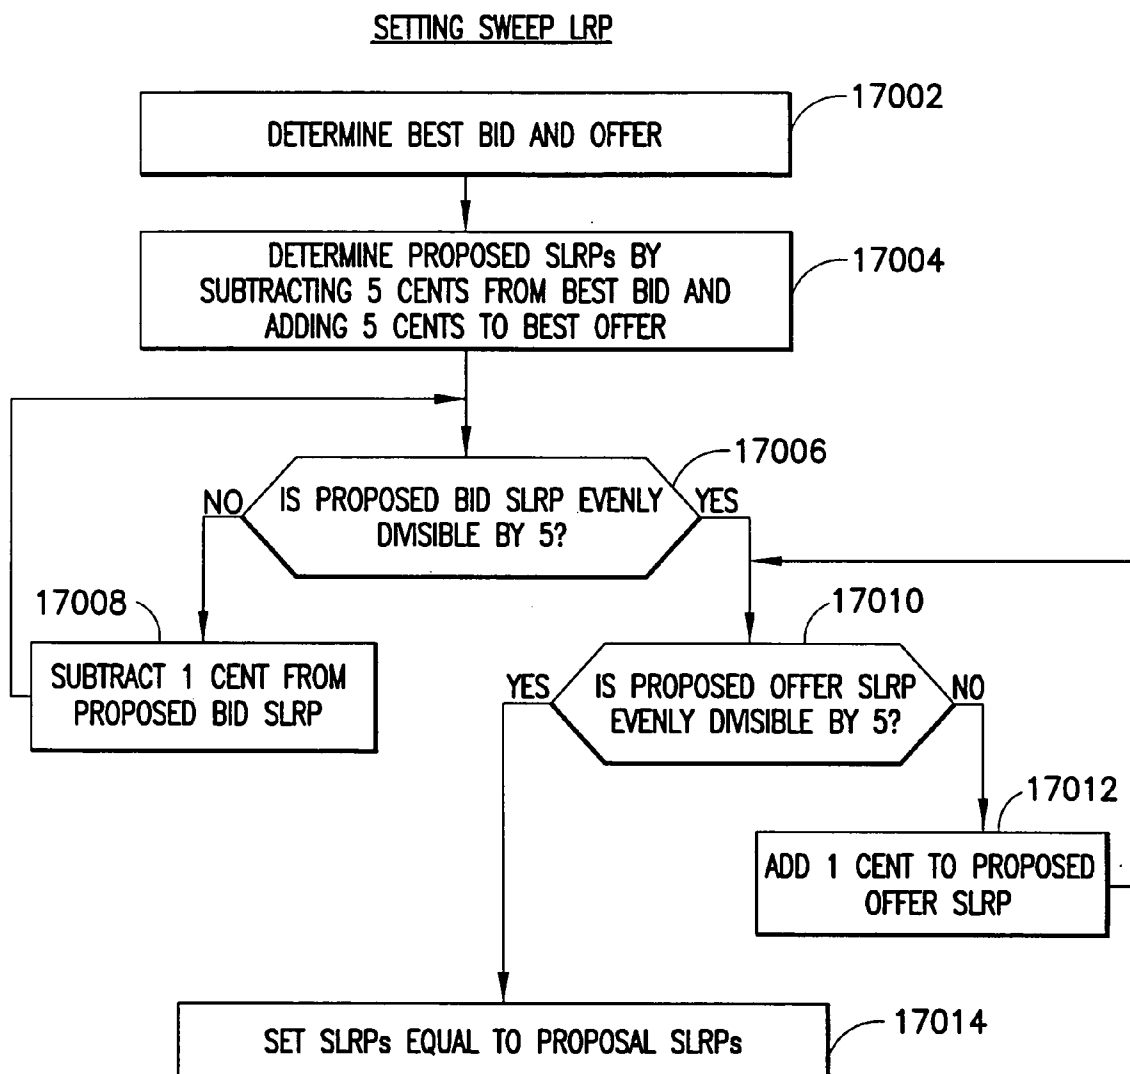 SETTING SWEEP LRP
17002
DETERMINE BEST BID AND OFFER
17004
DETERMINE PROPOSED SLRPs BY
SUBTRACTING 5 CENTS FROM BEST BID AND
ADDING 5 CENTS TO BEST OFFER
17006
NO
IS PROPOSED BID SLRP EVENLY
DIVISIBLE BY 5?
YES
17008
SUBTRACT 1 CENT FROM
PROPOSED BID SLRP
17010
YES
IS PROPOSED OFFER SLRP
EVENLY DIVISIBLE BY 5?
NO
17012
ADD 1 CENT TO PROPOSED
OFFER SLRP
17014
SET SLRPs EQUAL TO PROPOSAL SLRPs